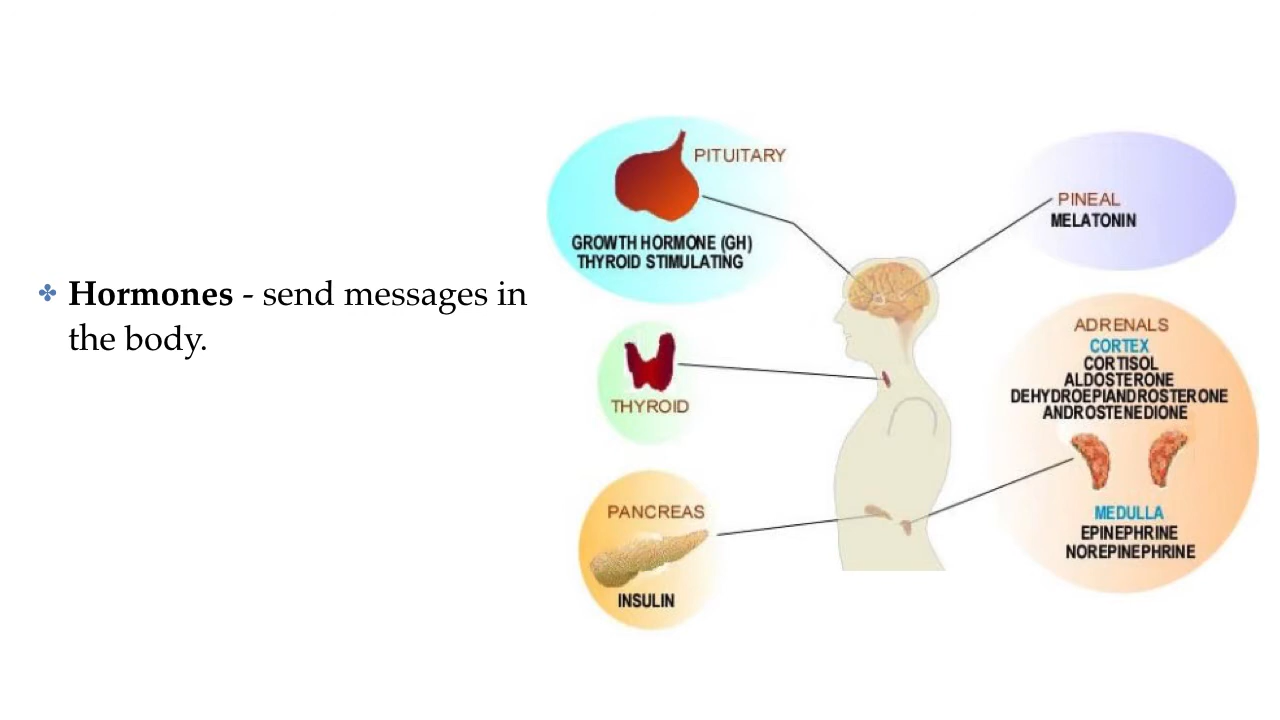 Hormones - send messages in
the body.
PITUITARY
GROWTH HORMONE (GH)
THYROID STIMULATING
THYROID
PANCREAS
INSULIN
PINEAL
MELATONIN
ADRENALS
CORTEX
CORTISOL
ALDOSTERONE
DEHYDROEPIANDROSTERONE
ANDROSTENEDIONE
MEDULLA
EPINEPHRINE
NOREPINEPHRINE